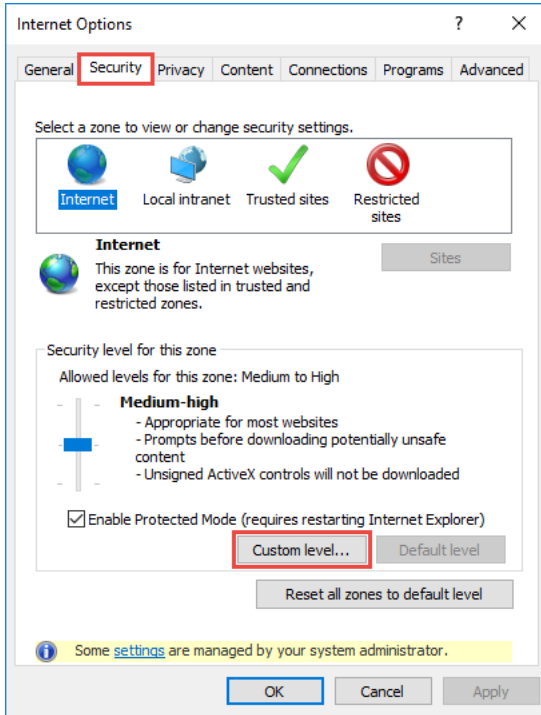 Internet Options ?
General Security Privacy Content Connections Programs Advanced
Select a zone to view or change security settings.
Internet Local intranet Trusted sites Restricted sites
Internet
Sites
This zone is for Internet websites,
except those listed in trusted and
restricted zones.
Security level for this zone
Allowed levels for this zone: Medium to High
Medium-high
- Appropriate for most websites
- Prompts before downloading potentially unsafe
content
- Unsigned ActiveX controls will not be downloaded
Enable Protected Mode (requires restarting Internet Explorer)
Custom level... Default level
Reset all zones to default level
Some settings are managed by your system administrator.
OK Cancel Apply